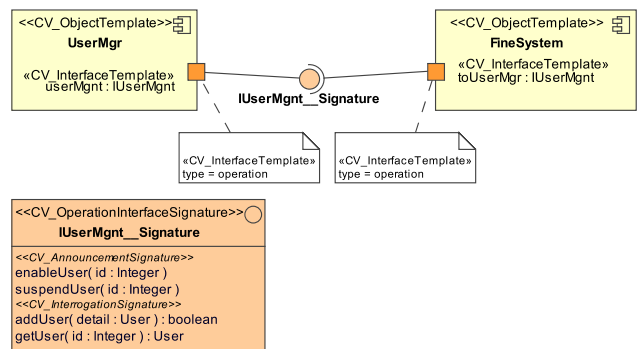 <<CV_ObjectTemplate>>
UserMgr
«CV_InterfaceTemplate»
userMgnt : IUserMgnt
<<CV_ObjectTemplate>>
FineSystem
«CV_InterfaceTemplate»
toUserMgr : IUserMgnt
IUserMgnt__Signature
«CV_InterfaceTemplate»
type = operation
«CV_InterfaceTemplate»
type = operation
<<CV_OperationInterfaceSignature>>
IUserMgnt__Signature
<<CV_AnnouncementSignature>>
enableUser( id : Integer )
suspendUser( id : Integer )
<<CV_InterrogationSignature>>
addUser( detail : User ) : boolean
getUser( id : Integer ) : User